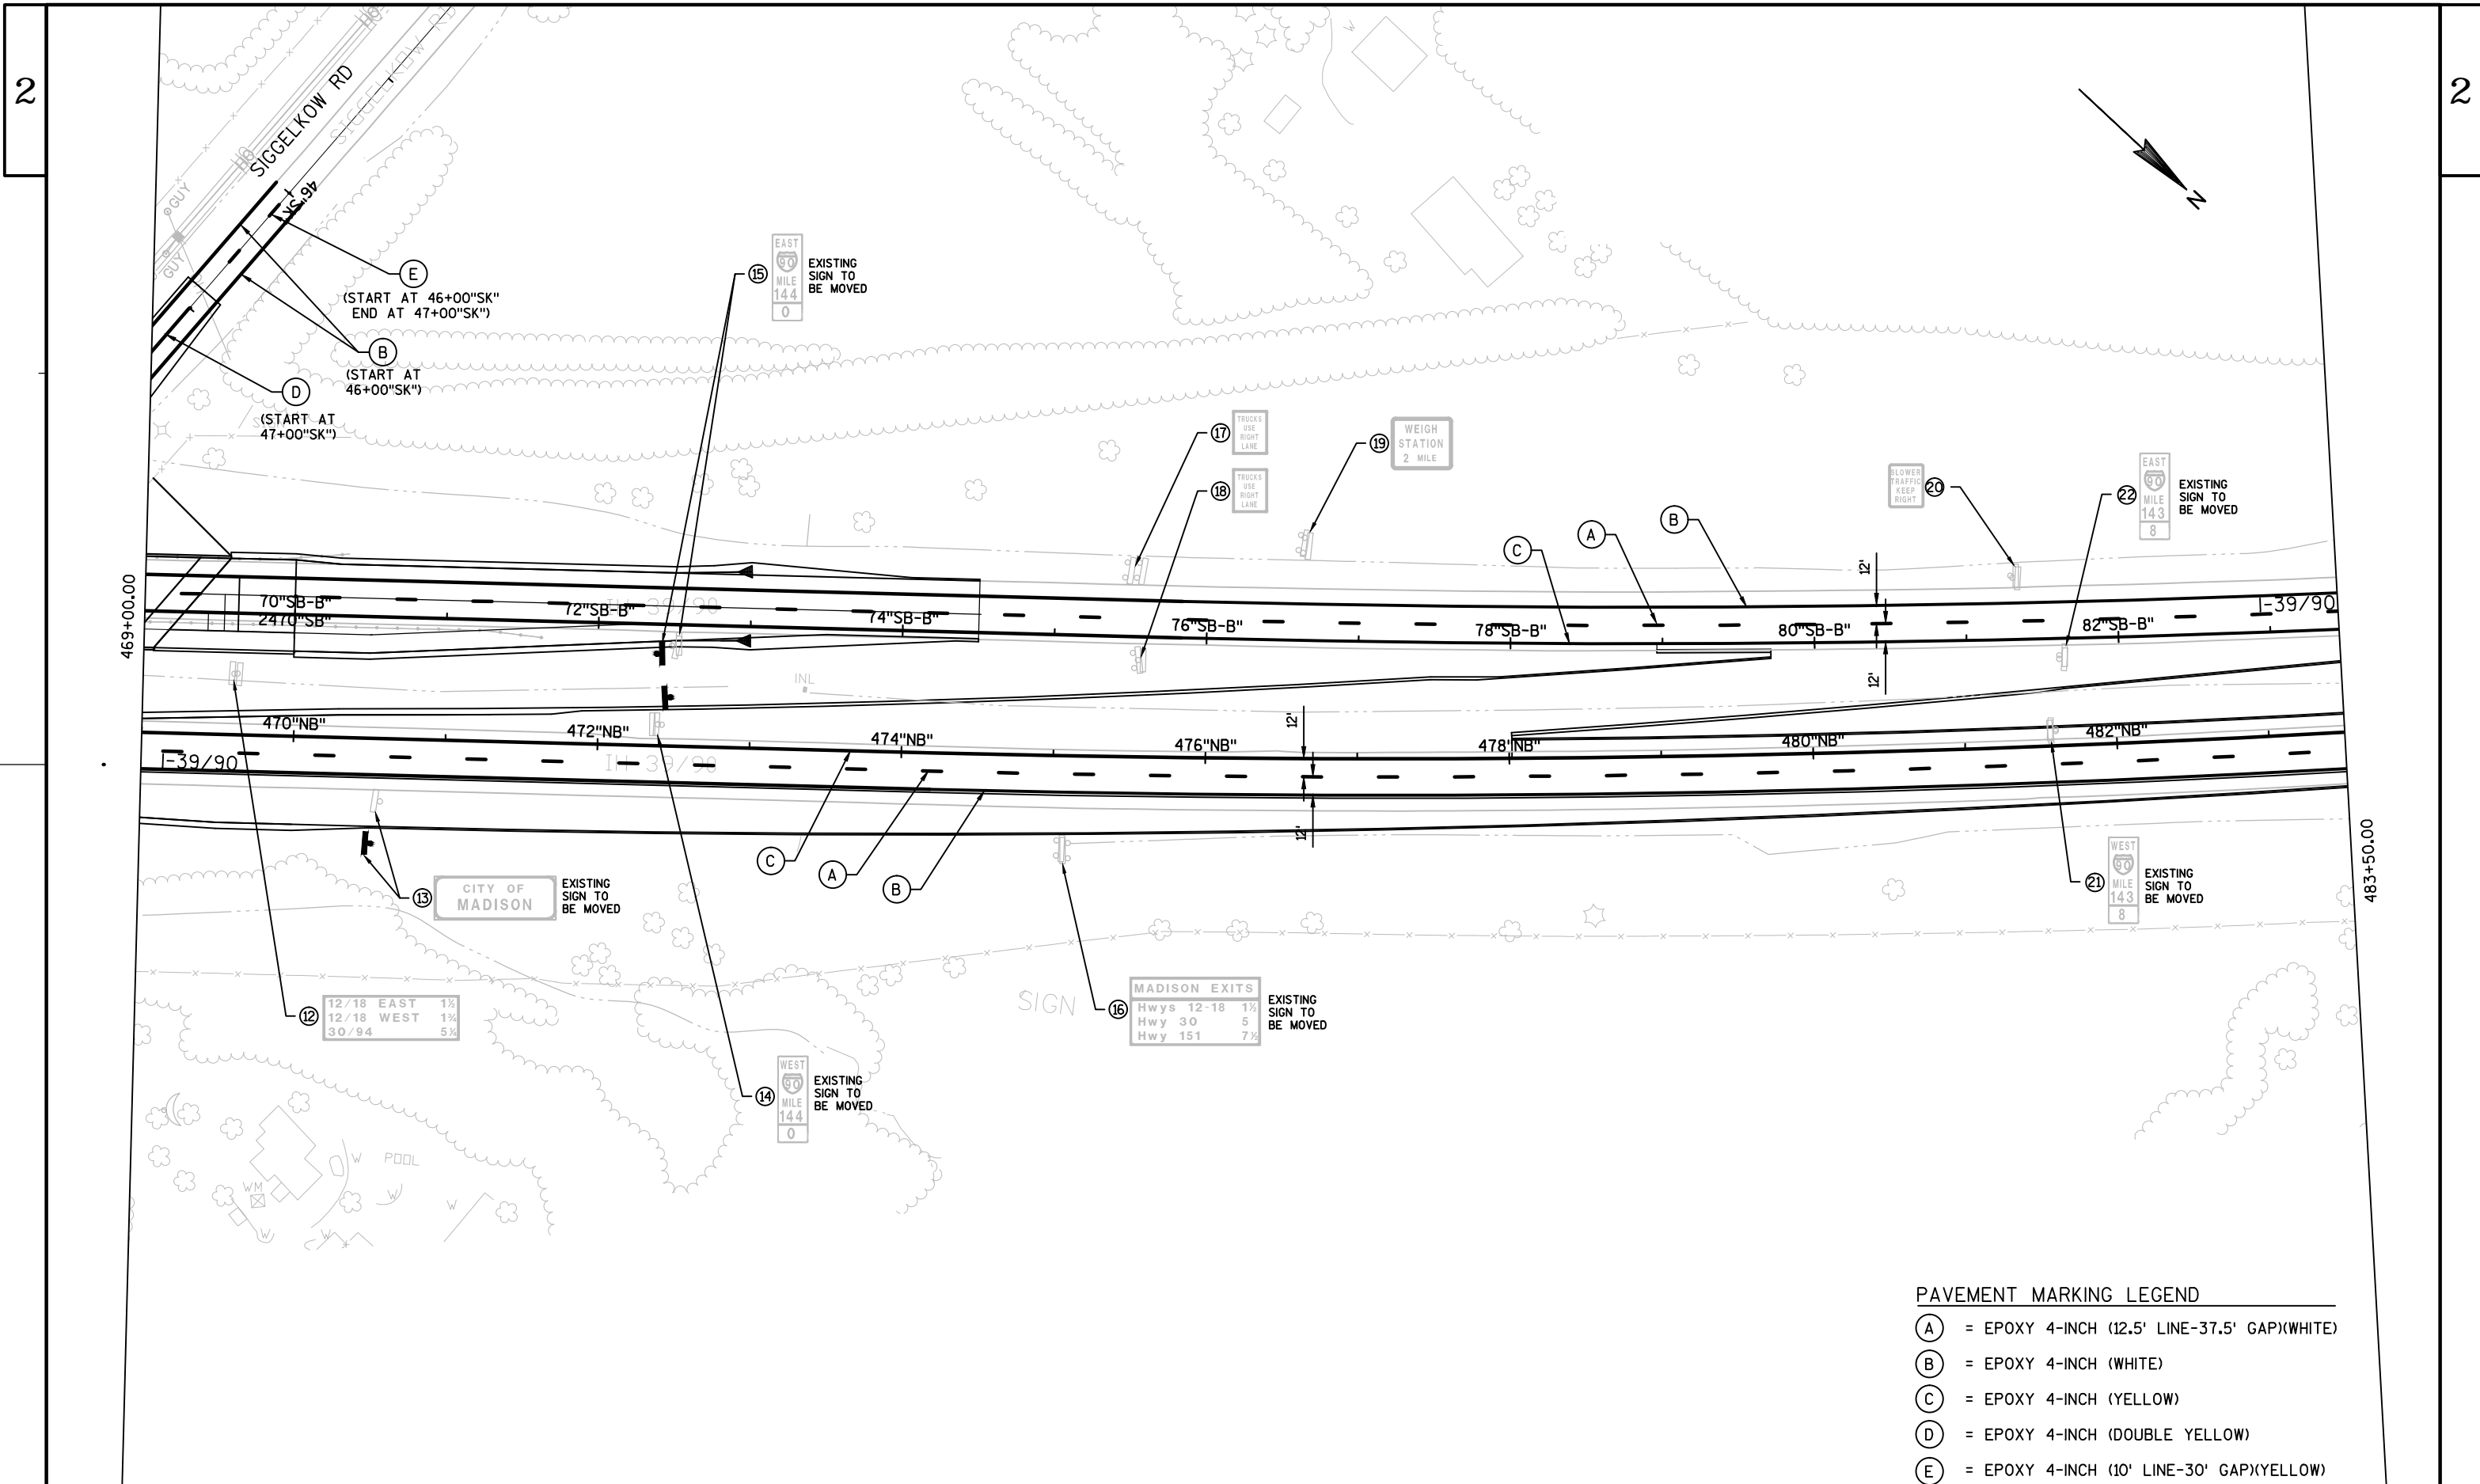 2
2
SIGGELKOW RD
SIGGELKOW RD
GUY
GUY
46"SK"
N
E
(START AT 46+00"SK"
END AT 47+00"SK")
B
(START AT
46+00"SK")
D
(START AT
47+00"SK")
15
EAST
90
MILE
144
0
EXISTING
SIGN TO
BE MOVED
17
TRUCKS
USE
RIGHT
LANE
18
TRUCKS
USE
RIGHT
LANE
19
WEIGH
STATION
2 MILE
SLOWER
TRAFFIC
KEEP
RIGHT
20
22
EAST
90
MILE
143
8
EXISTING
SIGN TO
BE MOVED
C
A
B
12'
12'
469+00.00
70"SB-B"
2470"SB"
72"SB-B"
IH 39/90
74"SB-B"
76"SB-B"
78"SB-B"
80"SB-B"
82"SB-B"
I-39/90
INL
470"NB"
472"NB"
474"NB"
476"NB"
478"NB"
480"NB"
482"NB"
I-39/90
IH 39/90
12'
12'
C
A
B
483+50.00
13
CITY OF
MADISON
EXISTING
SIGN TO
BE MOVED
21
WEST
90
MILE
143
8
EXISTING
SIGN TO
BE MOVED
12
12/18 EAST 1½
12/18 WEST 1¾
30/94 5¼
SIGN
16
MADISON EXITS
Hwys 12-18 1½
Hwy 30 5
Hwy 151 7½
EXISTING
SIGN TO
BE MOVED
14
WEST
90
MILE
144
0
EXISTING
SIGN TO
BE MOVED
W
POOL
WM
W
W
W
W
W
PAVEMENT MARKING LEGEND
A = EPOXY 4-INCH (12.5' LINE-37.5' GAP)(WHITE)
B = EPOXY 4-INCH (WHITE)
C = EPOXY 4-INCH (YELLOW)
D = EPOXY 4-INCH (DOUBLE YELLOW)
E = EPOXY 4-INCH (10' LINE-30' GAP)(YELLOW)